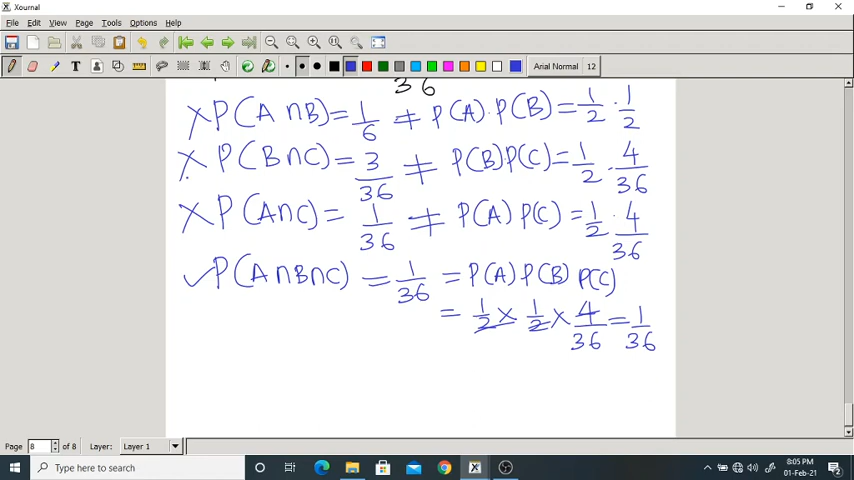 Xournal
File Edit View Page Tools Options Help
Arial Normal 12
36
× P(A∩B) = 1/6 ≠ P(A)·P(B) = 1/2 · 1/2
× P(B∩C) = 3/36 ≠ P(B)P(C) = 1/2 · 4/36
× P(A∩C) = 1/36 ≠ P(A) P(C) = 1/2 · 4/36
✓ P(A∩B∩C) = 1/36 = P(A) P(B) P(C)
= 1/2 × 1/2 × 4/36 = 1/36
Page 8 of 8 Layer: Layer 1
Type here to search
8:05 PM
01-Feb-21
2